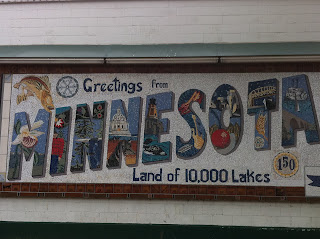 Greetings from
MINNESOTA
Land of 10,000 Lakes
150